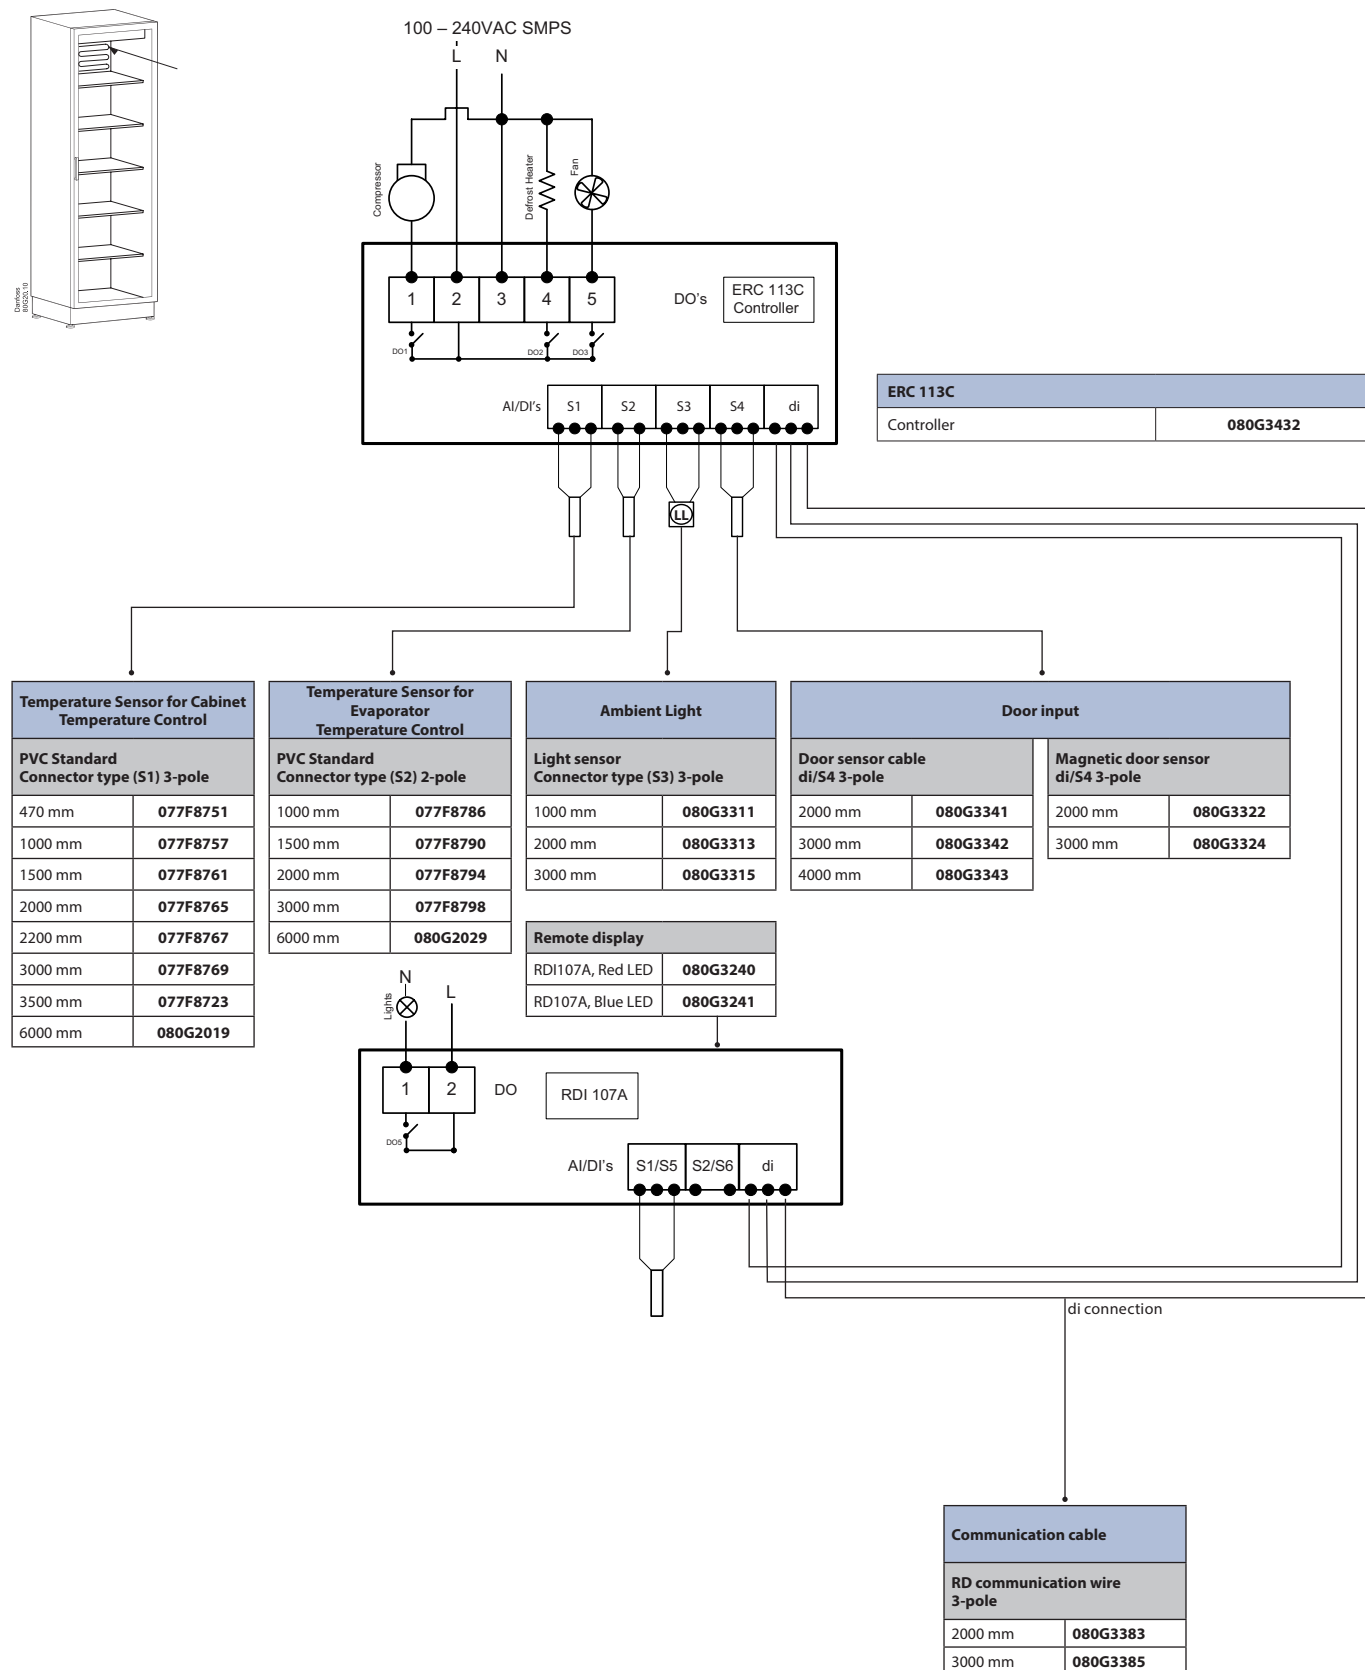 100 – 240VAC SMPS
L N
Compressor
Defrost Heater
Fan
Danfoss
80G20.10
1 2 3 4 5
DO's
ERC 113C
Controller
DO1 DO2 DO3
AI/DI's S1 S2 S3 S4 di
ERC 113C
Controller 080G3432
LL
Temperature Sensor for Cabinet
Temperature Control
PVC Standard
Connector type (S1) 3-pole
470 mm 077F8751
1000 mm 077F8757
1500 mm 077F8761
2000 mm 077F8765
2200 mm 077F8767
3000 mm 077F8769
3500 mm 077F8723
6000 mm 080G2019
Temperature Sensor for
Evaporator
Temperature Control
PVC Standard
Connector type (S2) 2-pole
1000 mm 077F8786
1500 mm 077F8790
2000 mm 077F8794
3000 mm 077F8798
6000 mm 080G2029
Ambient Light
Light sensor
Connector type (S3) 3-pole
1000 mm 080G3311
2000 mm 080G3313
3000 mm 080G3315
Door input
Door sensor cable
di/S4 3-pole
2000 mm 080G3341
3000 mm 080G3342
4000 mm 080G3343
Magnetic door sensor
di/S4 3-pole
2000 mm 080G3322
3000 mm 080G3324
Remote display
RDI107A, Red LED 080G3240
RD107A, Blue LED 080G3241
N
L
Lights
1 2
DO
RDI 107A
DO5
AI/DI's S1/S5 S2/S6 di
di connection
Communication cable
RD communication wire
3-pole
2000 mm 080G3383
3000 mm 080G3385